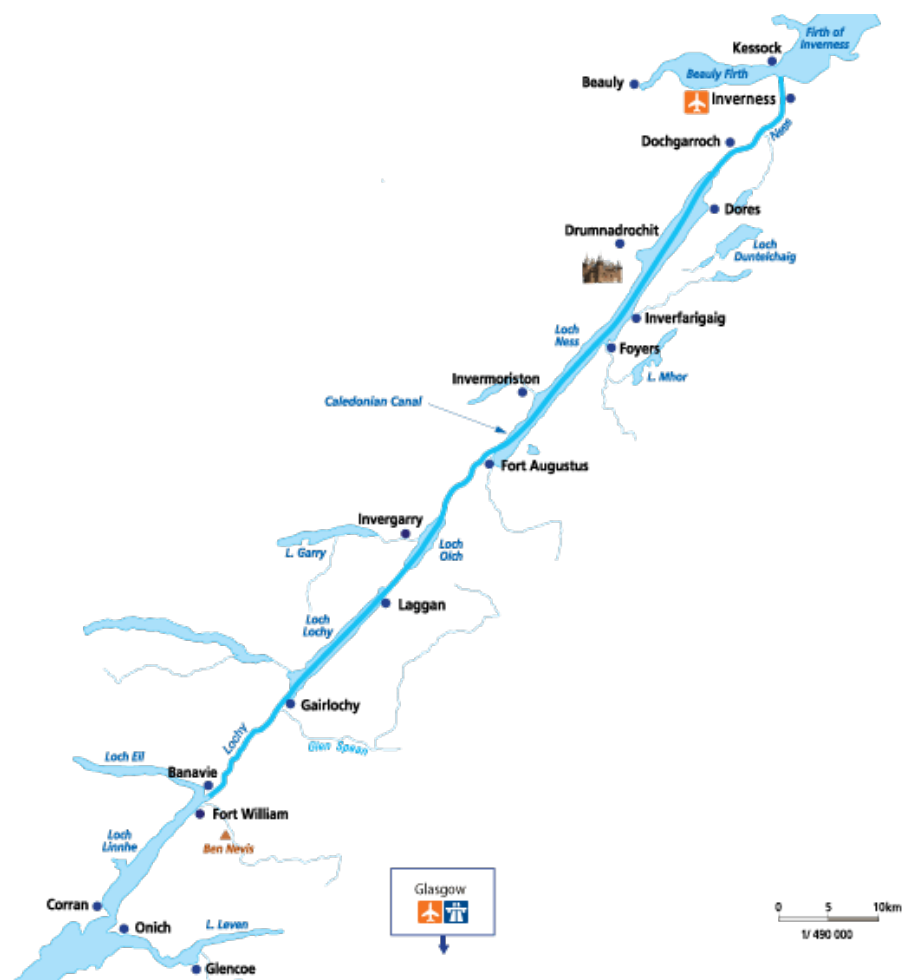 Firth of
Inverness
Kessock
Beauly Firth
Beauly
Inverness
Ness
Dochgarroch
Dores
Drumnadrochit
Loch
Duntelchaig
Inverfarigaig
Loch
Ness
Foyers
L. Mhor
Invermoriston
Caledonian Canal
Fort Augustus
Invergarry
L. Garry
Loch
Oich
Laggan
Loch
Lochy
Gairlochy
Lochy
Glen Spean
Loch Eil
Banavie
Fort William
Loch
Linnhe
Ben Nevis
Glasgow
Corran
Onich
L. Leven
Glencoe
0 5 10km
1/ 490 000